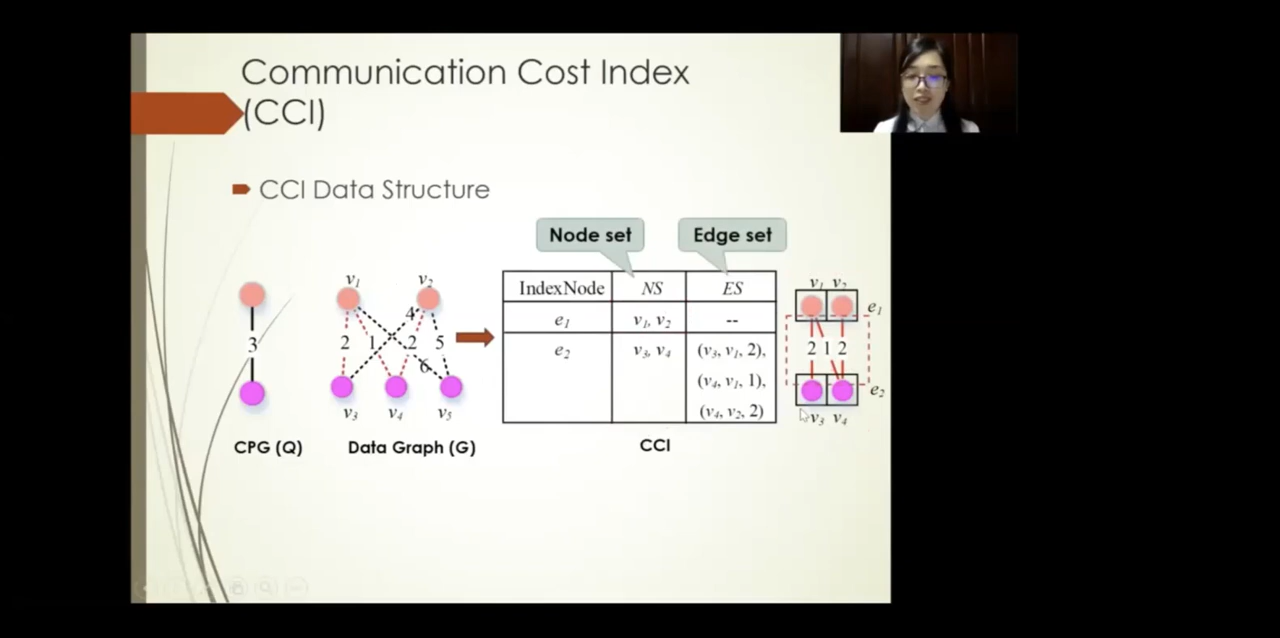 Communication Cost Index
(CCI)
CCI Data Structure
Node set
Edge set
v1 v2
3
2 1 4 2 5
6
v3 v4 v5
CPG (Q)
Data Graph (G)
IndexNode NS ES
e1 v1, v2 --
e2 v3, v4 (v3, v1, 2),
(v4, v1, 1),
(v4, v2, 2)
CCI
v1 v2
e1
2 1 2
e2
v3 v4